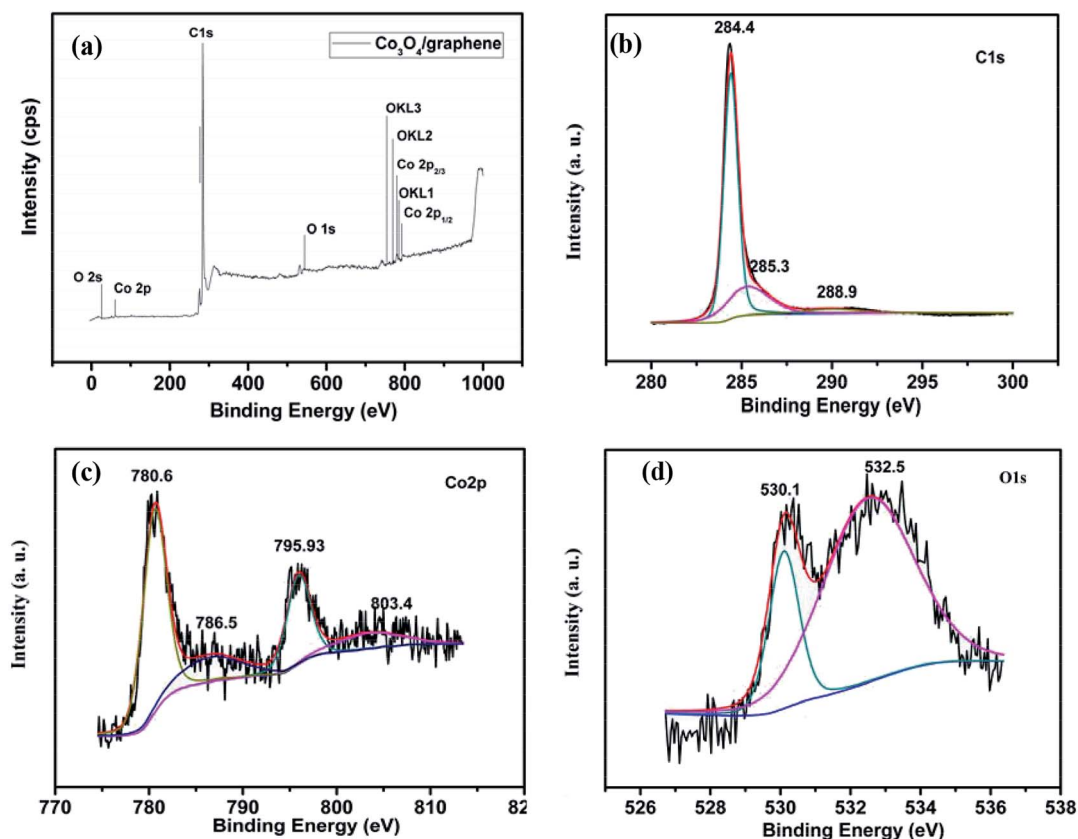 (a)
C1s
Co₃O₄/graphene
OKL3
OKL2
Co 2p₂/₃
OKL1
Co 2p₁/₂
O 1s
O 2s
Co 2p
Intensity (cps)
0 200 400 600 800 1000
Binding Energy (eV)
(b)
284.4
C1s
285.3
288.9
Intensity (a. u.)
280 285 290 295 300
Binding Energy (eV)
(c)
780.6
Co2p
795.93
786.5
803.4
Intensity (a. u.)
770 780 790 800 810 82
Binding Energy (eV)
(d)
532.5
O1s
530.1
Intensity (a. u.)
526 528 530 532 534 536 538
Binding Energy (eV)